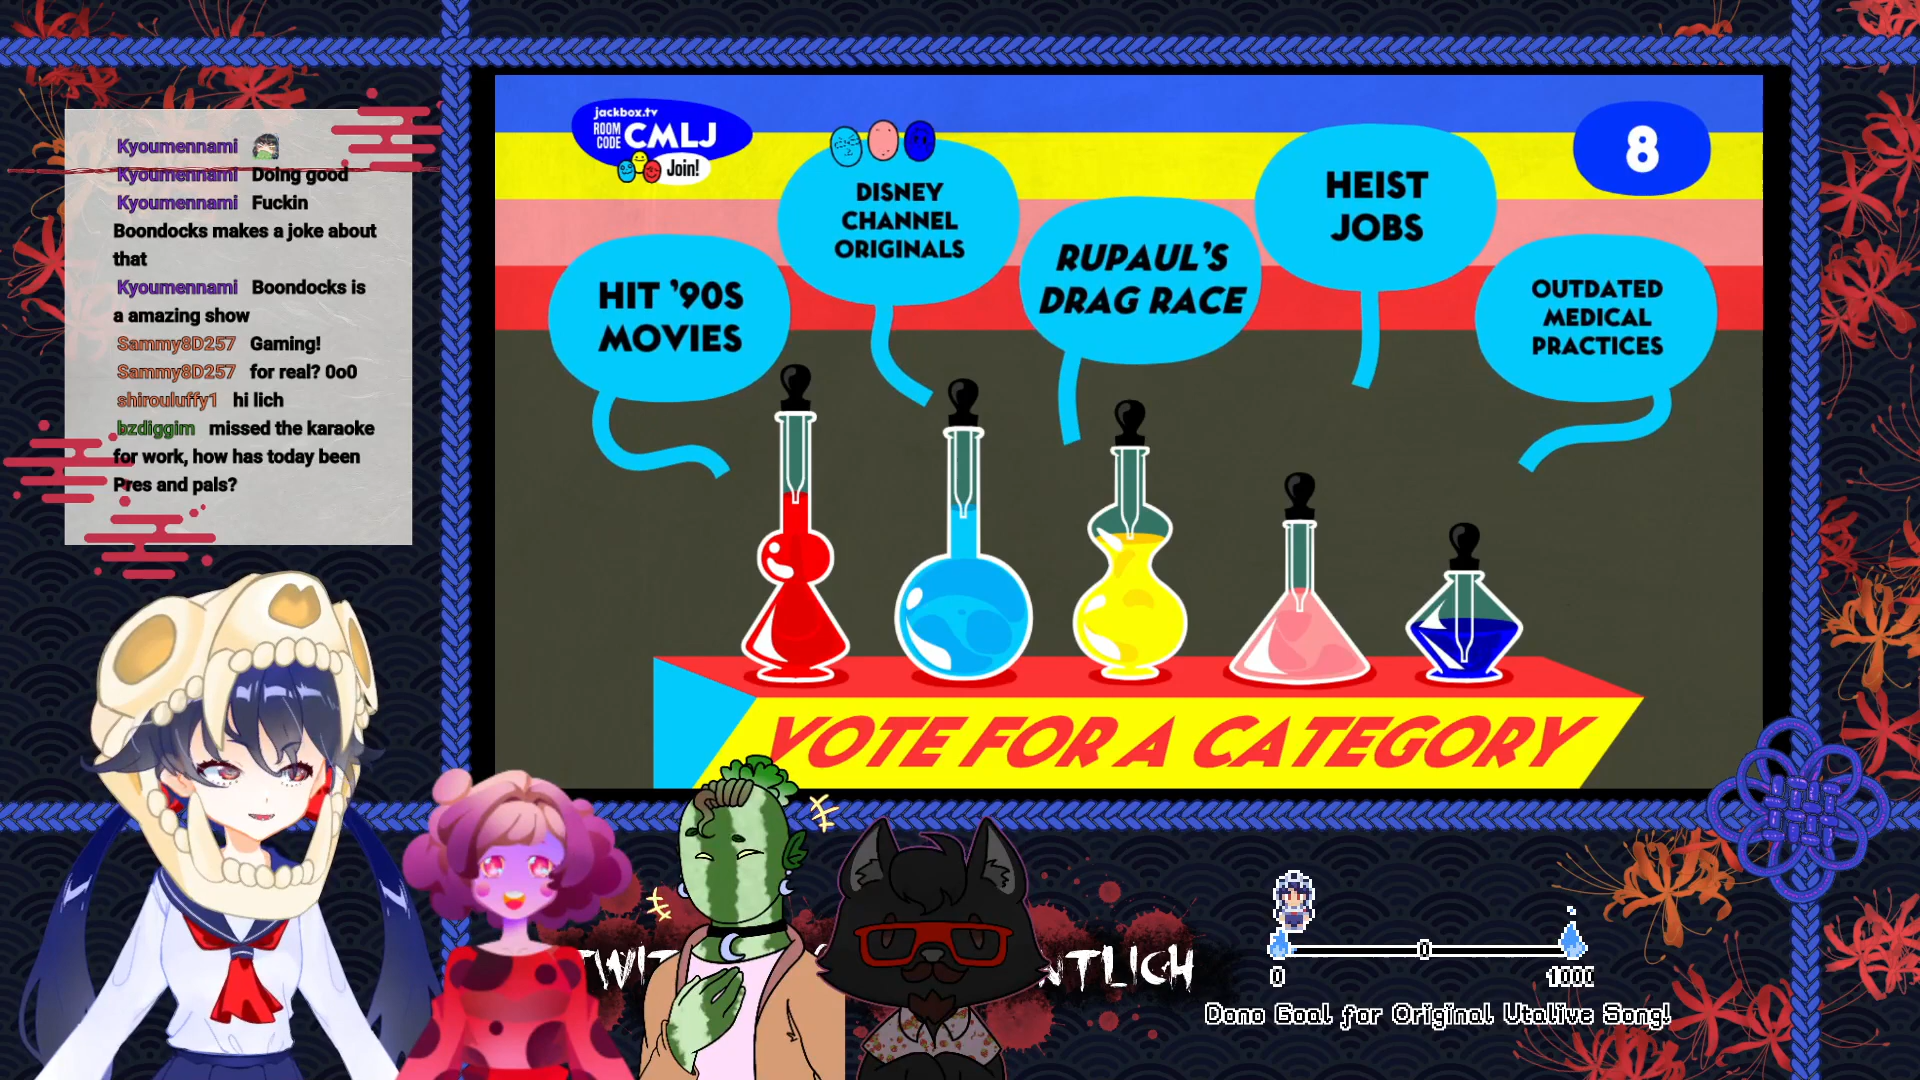 Kyoumennami
Kyoumennami Doing good
Kyoumennami Fuckin
Boondocks makes a joke about
that
Kyoumennami Boondocks is
a amazing show
Sammy8D257 Gaming!
Sammy8D257 for real? 0o0
shirouluffy1 hi lich
bzdiggim missed the karaoke
for work, how has today been
Pres and pals?
jackbox.tv
ROOM
CODE CMLJ
Join!
8
HIT '90S
MOVIES
DISNEY
CHANNEL
ORIGINALS
RUPAUL'S
DRAG RACE
HEIST
JOBS
OUTDATED
MEDICAL
PRACTICES
VOTE FOR A CATEGORY
0
0 1000
Dono Goal for Original Utalive Song!